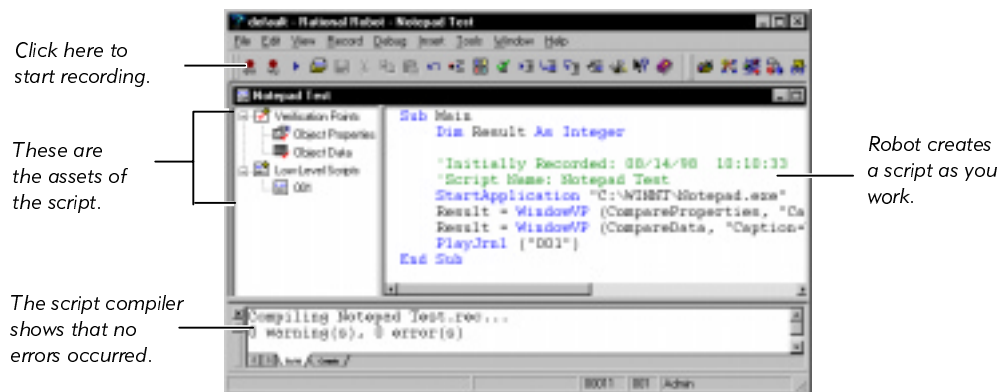 default - Rational Robot - Notepad Test
File Edit View Record Debug Insert Tools Window Help
Click here to
start recording.
Notepad Test
Verification Points
Object Properties
Object Data
Low-Level Scripts
001
These are
the assets of
the script.
Sub Main
Dim Result As Integer
'Initially Recorded: 08/14/98 10:10:33
'Script Name: Notepad Test
StartApplication "C:\WINNT\Notepad.exe"
Result = WindowVP (CompareProperties, "Ca
Result = WindowVP (CompareData, "Caption=
PlayJrnl ("001")
End Sub
Robot creates
a script as you
work.
The script compiler
shows that no
errors occurred.
Compiling Notepad Test.rec...
0 warning(s), 0 error(s)
00011 001 Admin